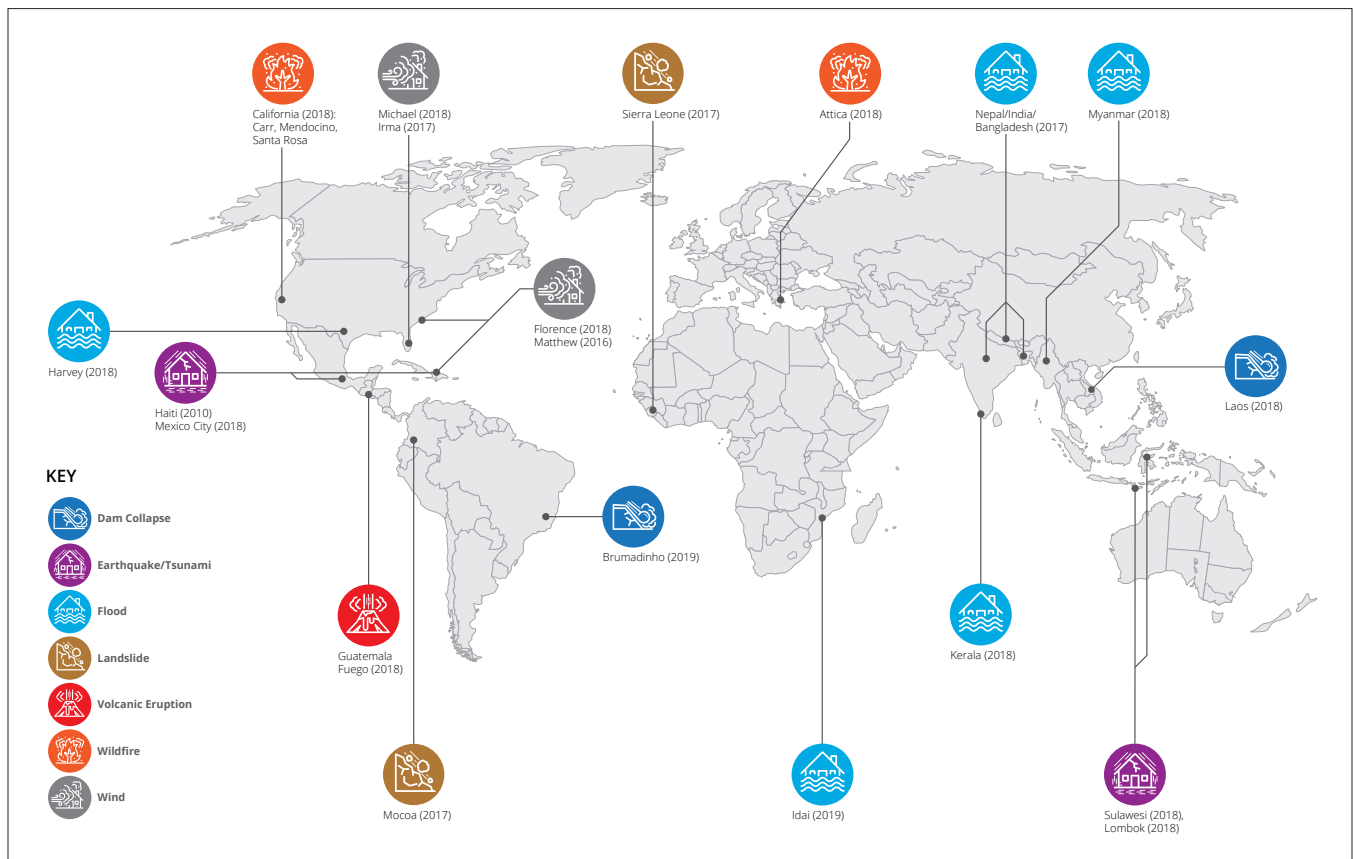 California (2018):
Carr, Mendocino,
Santa Rosa
Michael (2018)
Irma (2017)
Sierra Leone (2017)
Attica (2018)
Nepal/India/
Bangladesh (2017)
Myanmar (2018)
Florence (2018)
Matthew (2016)
Harvey (2018)
Haiti (2010)
Mexico City (2018)
Laos (2018)
KEY
Dam Collapse
Earthquake/Tsunami
Flood
Landslide
Volcanic Eruption
Wildfire
Wind
Brumadinho (2019)
Guatemala
Fuego (2018)
Kerala (2018)
Mocoa (2017)
Idai (2019)
Sulawesi (2018),
Lombok (2018)